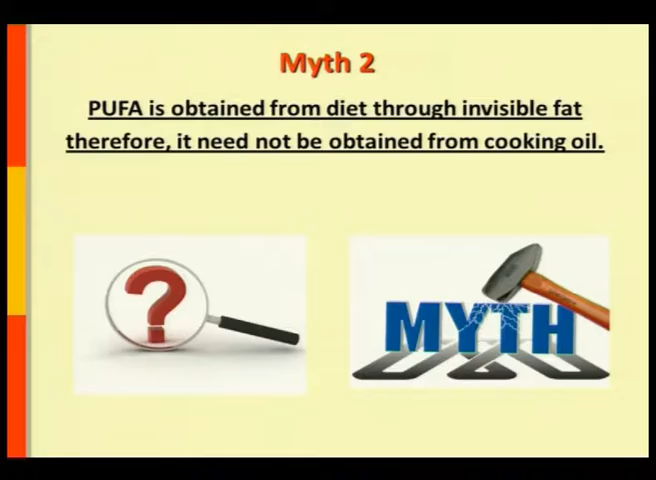 Myth 2
PUFA is obtained from diet through invisible fat
therefore, it need not be obtained from cooking oil.
?
MYTH